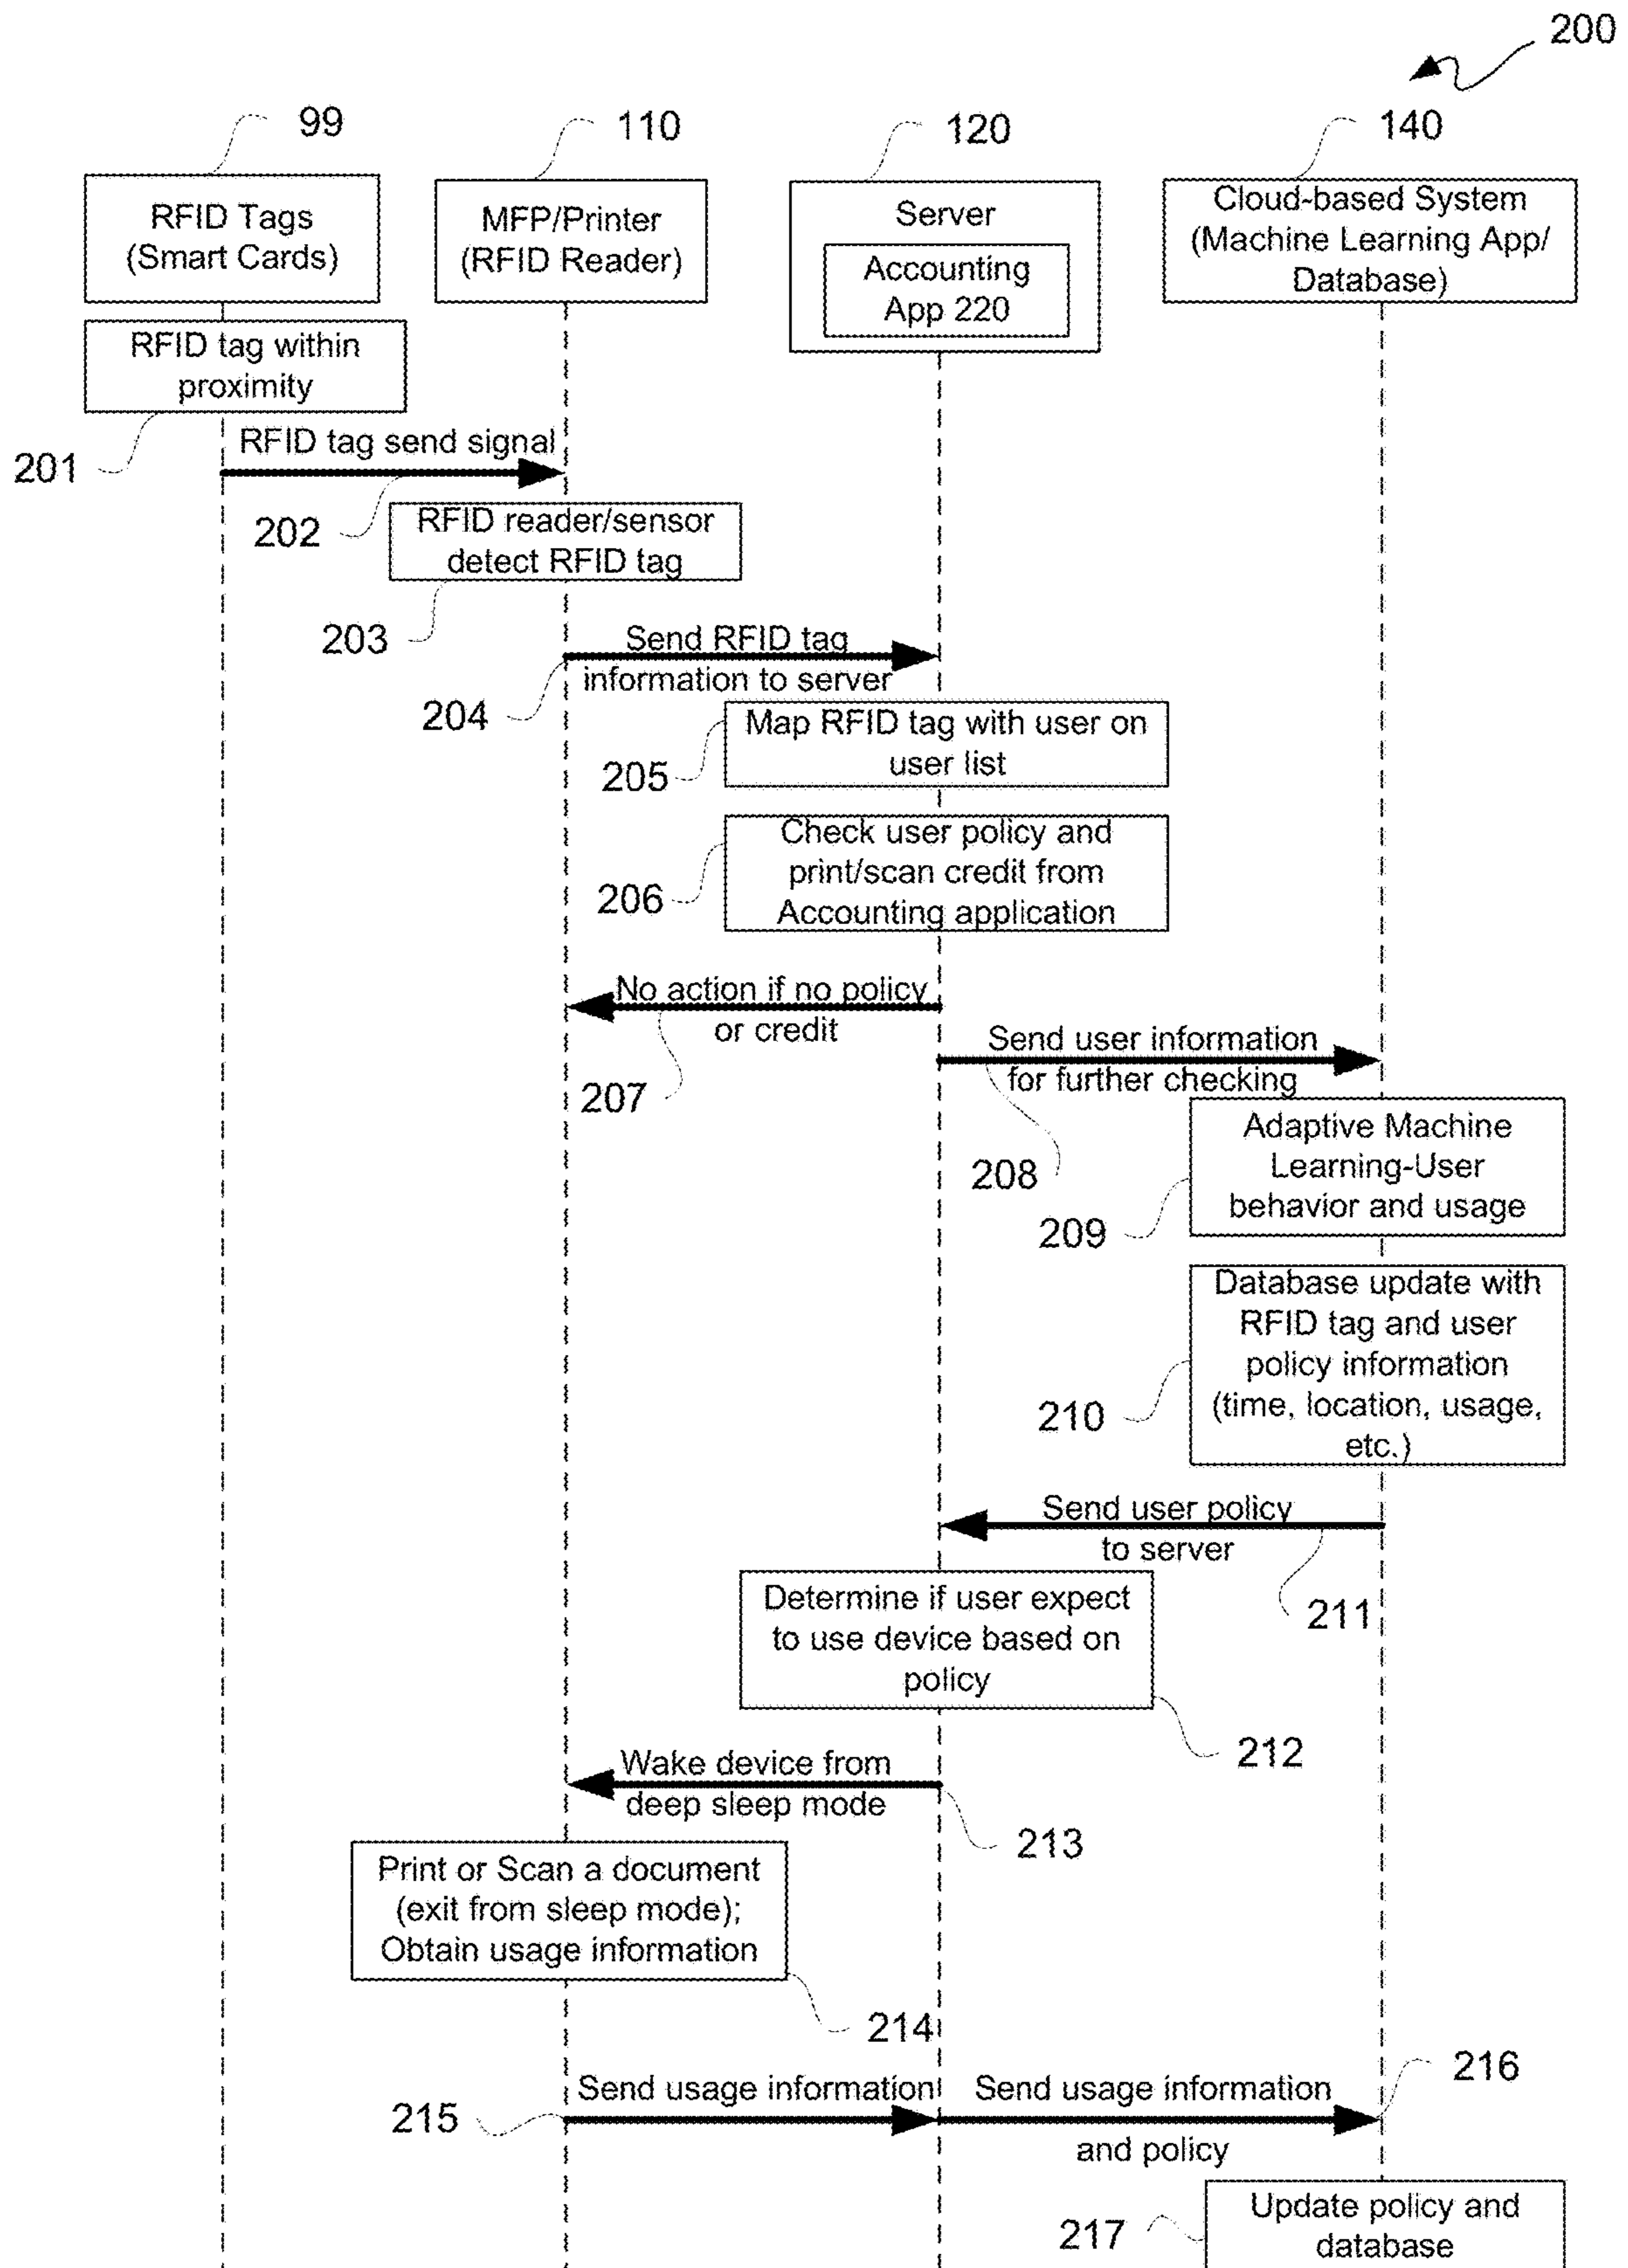 200
99
110
120
140
RFID Tags
(Smart Cards)
MFP/Printer
(RFID Reader)
Server
Accounting
App 220
Cloud-based System
(Machine Learning App/
Database)
RFID tag within
proximity
201
RFID tag send signal
202
RFID reader/sensor
detect RFID tag
203
Send RFID tag
information to server
204
Map RFID tag with user on
user list
205
Check user policy and
print/scan credit from
Accounting application
206
No action if no policy
or credit
207
Send user information
for further checking
208
Adaptive Machine
Learning-User
behavior and usage
209
Database update with
RFID tag and user
policy information
(time, location, usage,
etc.)
210
Send user policy
to server
211
Determine if user expect
to use device based on
policy
212
Wake device from
deep sleep mode
213
Print or Scan a document
(exit from sleep mode);
Obtain usage information
214
Send usage information
215
Send usage information
and policy
216
Update policy and
database
217